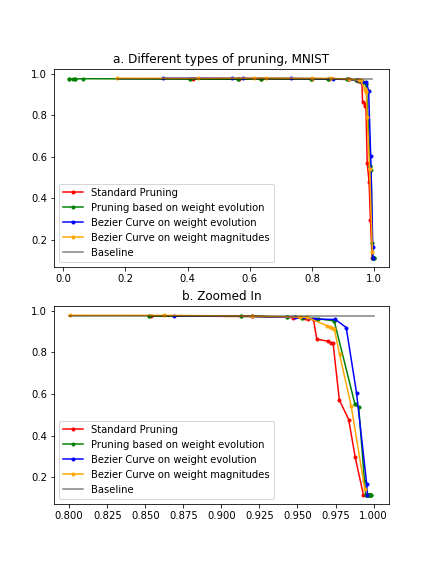 a. Different types of pruning, MNIST
1.0
0.8
0.6
0.4
0.2
Standard Pruning
Pruning based on weight evolution
Bezier Curve on weight evolution
Bezier Curve on weight magnitudes
Baseline
0.0 0.2 0.4 0.6 0.8 1.0
b. Zoomed In
1.0
0.8
0.6
0.4
0.2
Standard Pruning
Pruning based on weight evolution
Bezier Curve on weight evolution
Bezier Curve on weight magnitudes
Baseline
0.800 0.825 0.850 0.875 0.900 0.925 0.950 0.975 1.000